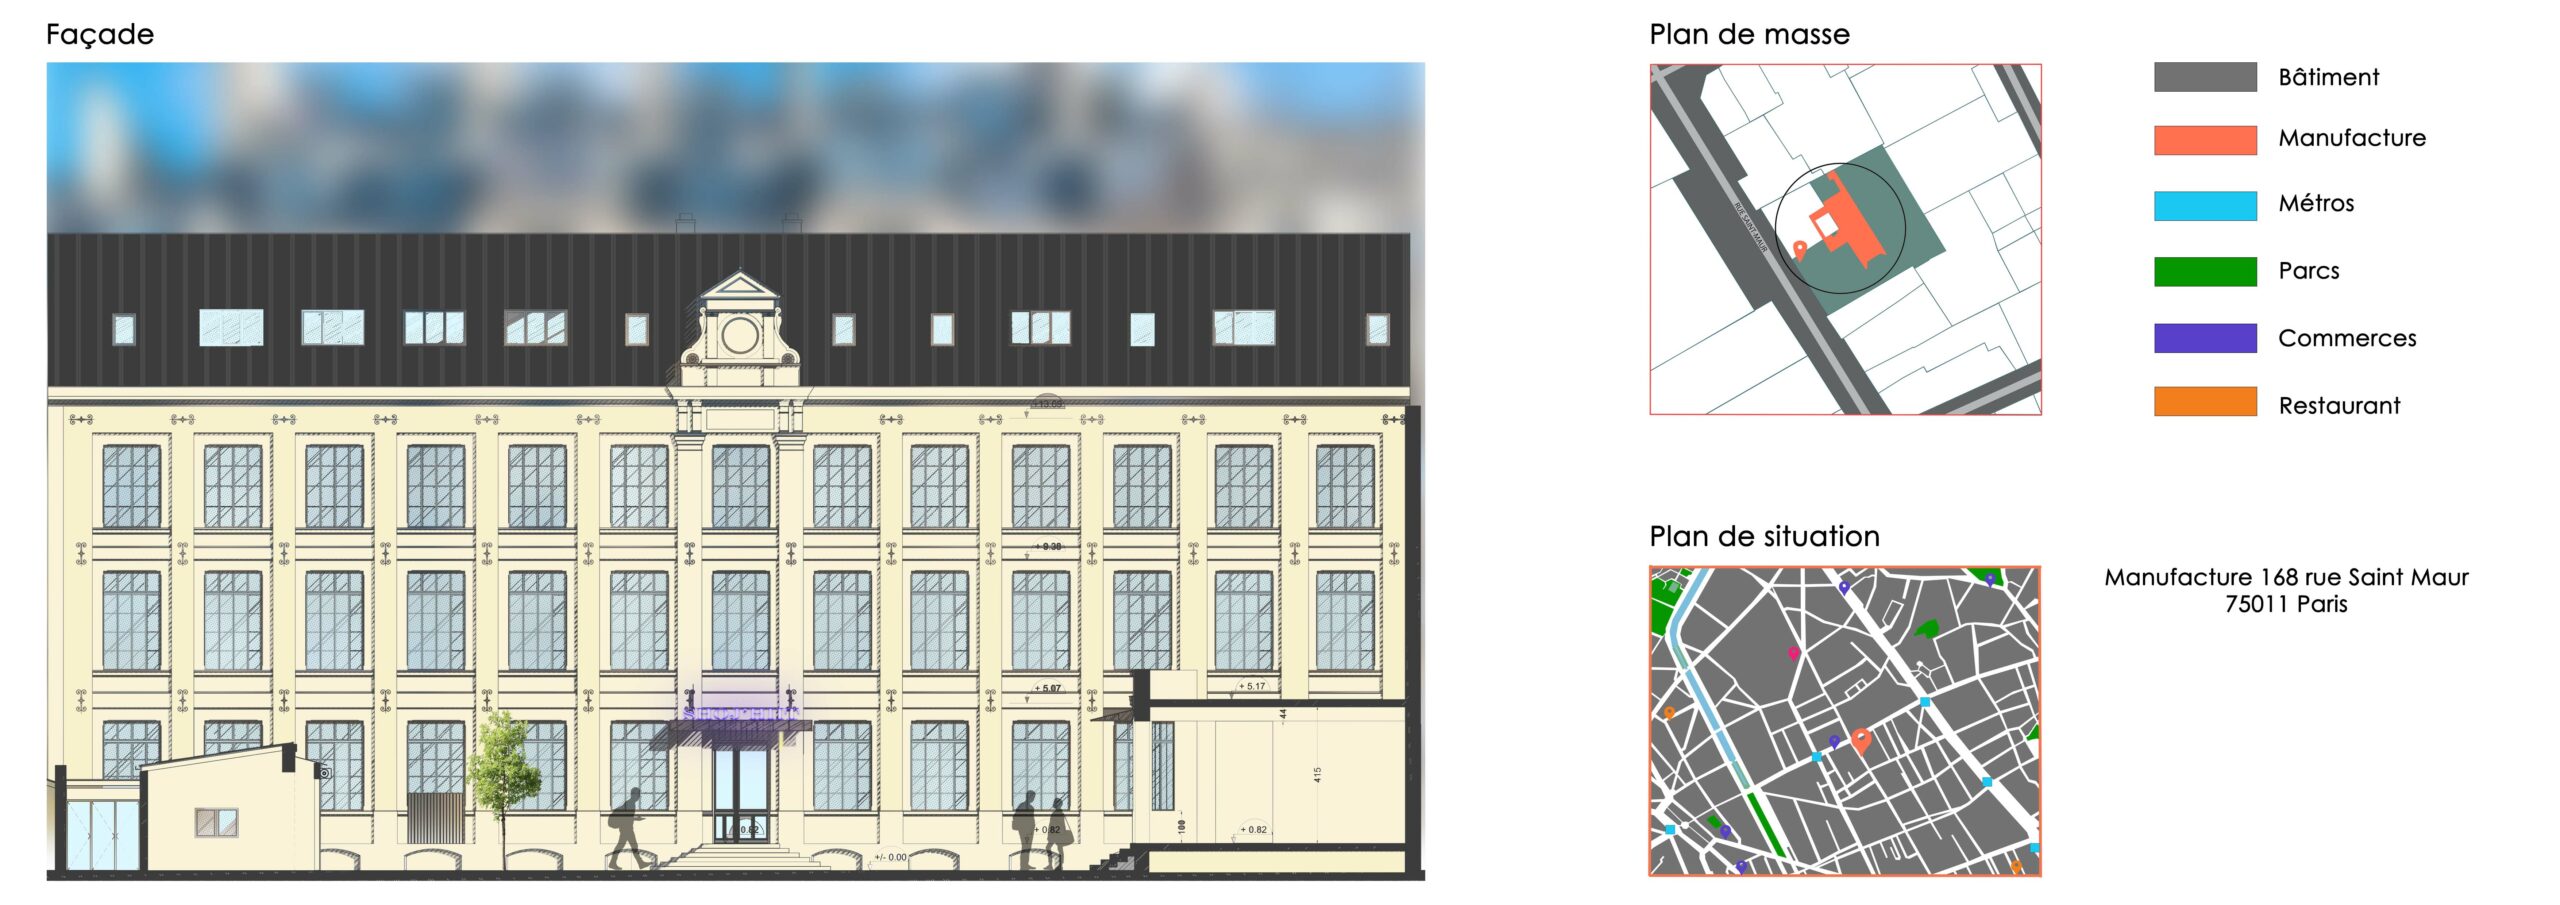 Façade
+13.09
+ 9.38
+ 5.07
+ 5.17
44
415
100
0.82
+ 0.82
+ 0.82
+/- 0.00
Plan de masse
RUE SAINT-MAUR
Bâtiment
Manufacture
Métros
Parcs
Commerces
Restaurant
Plan de situation
Manufacture 168 rue Saint Maur
75011 Paris